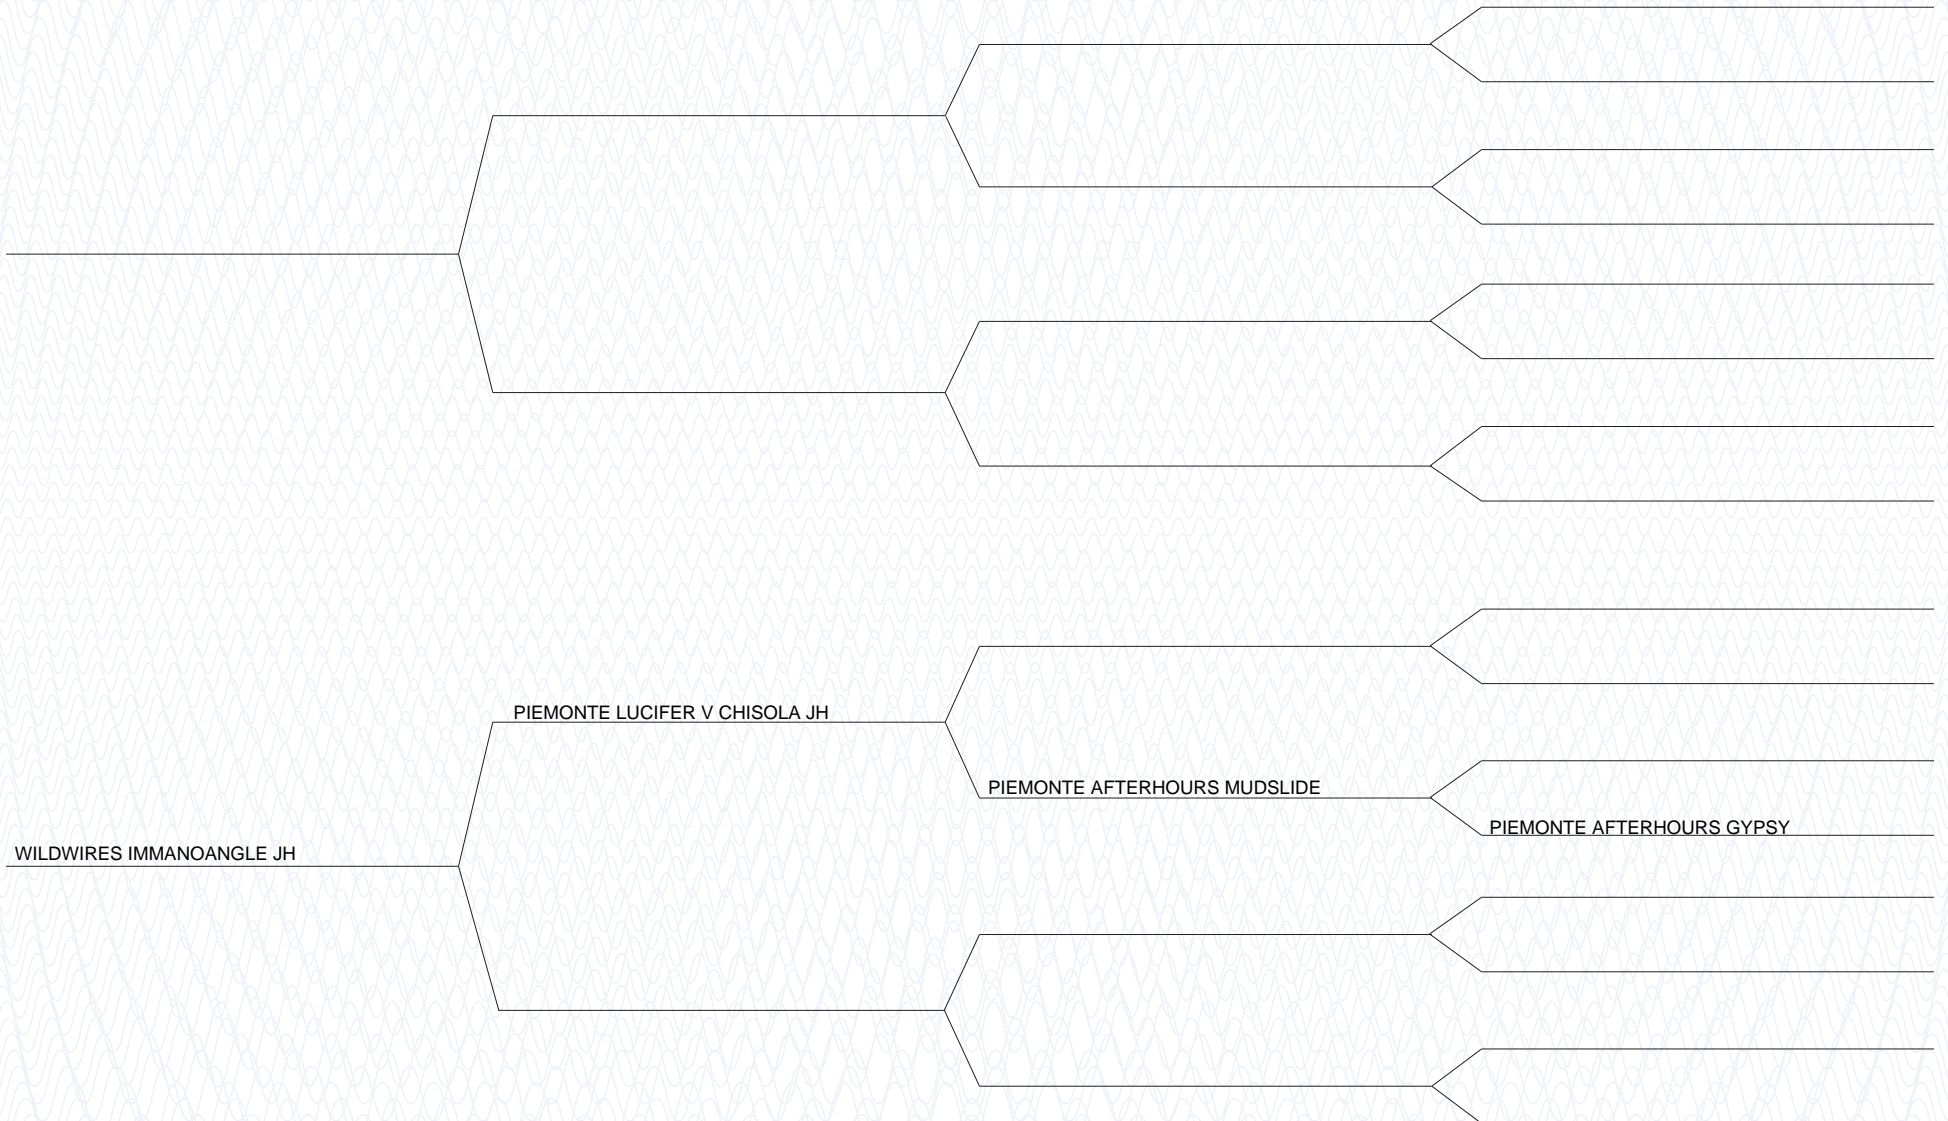 PIEMONTE LUCIFER V CHISOLA JH
PIEMONTE AFTERHOURS MUDSLIDE
PIEMONTE AFTERHOURS GYPSY
WILDWIRES IMMANOANGLE JH